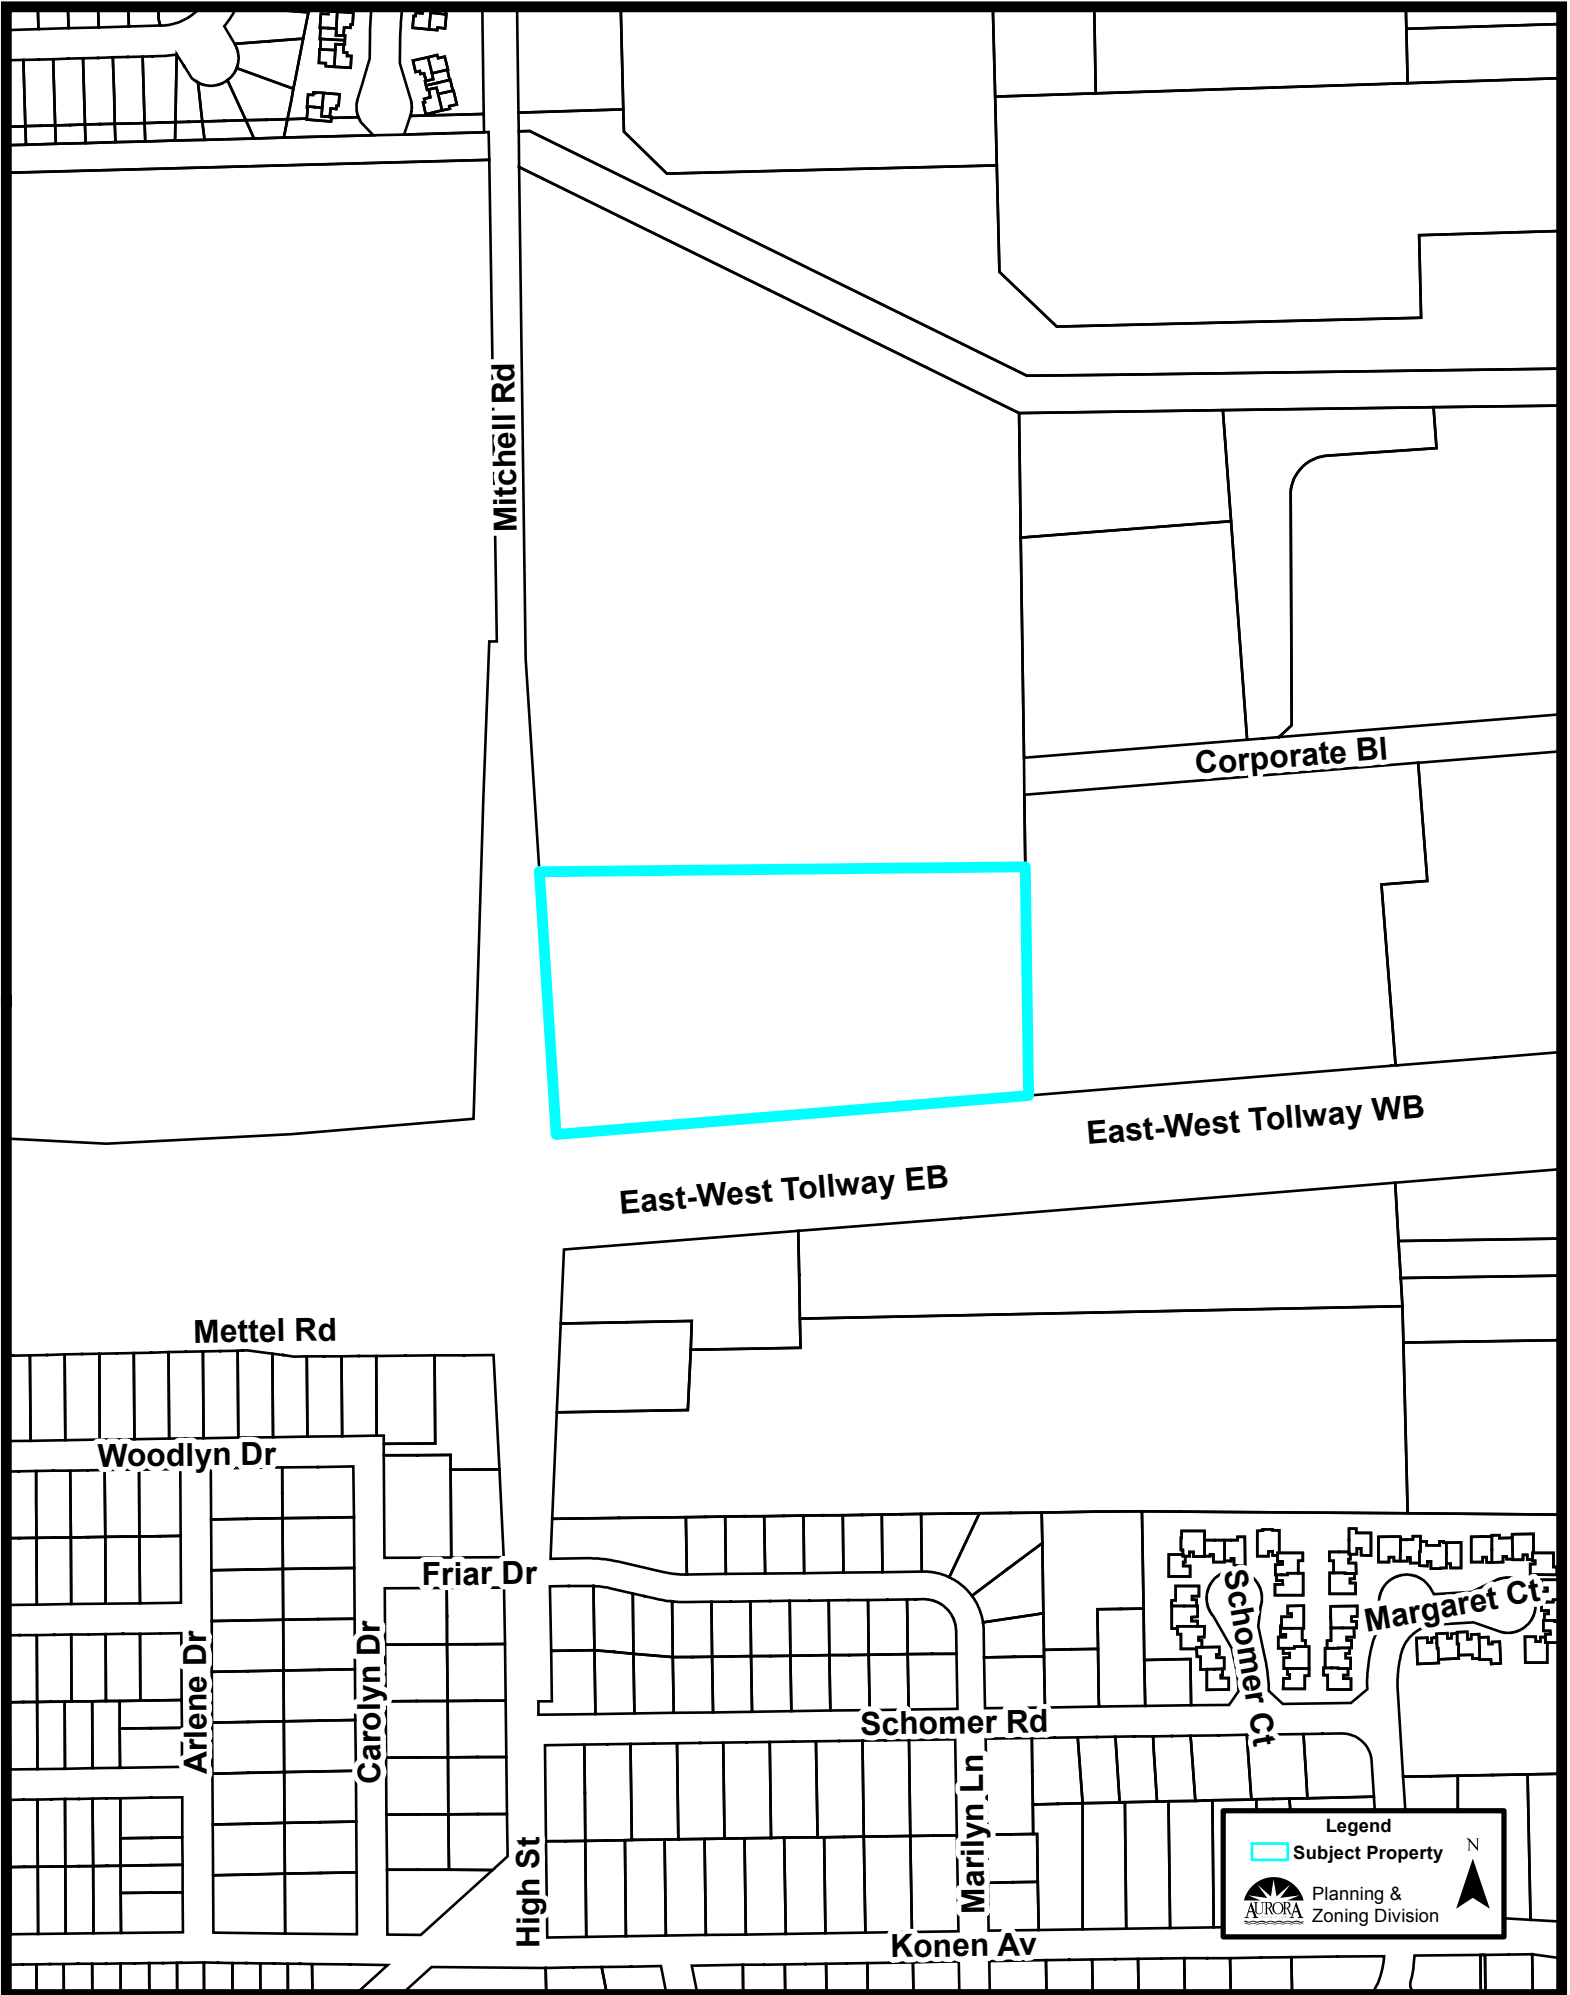 Mitchell Rd
Corporate Bl
East-West Tollway WB
East-West Tollway EB
Mettel Rd
Woodlyn Dr
Friar Dr
Schomer Ct
Margaret Ct
Arlene Dr
Carolyn Dr
Schomer Rd
Marilyn Ln
High St
Konen Av
Legend
Subject Property
N
AURORA
Planning &
Zoning Division